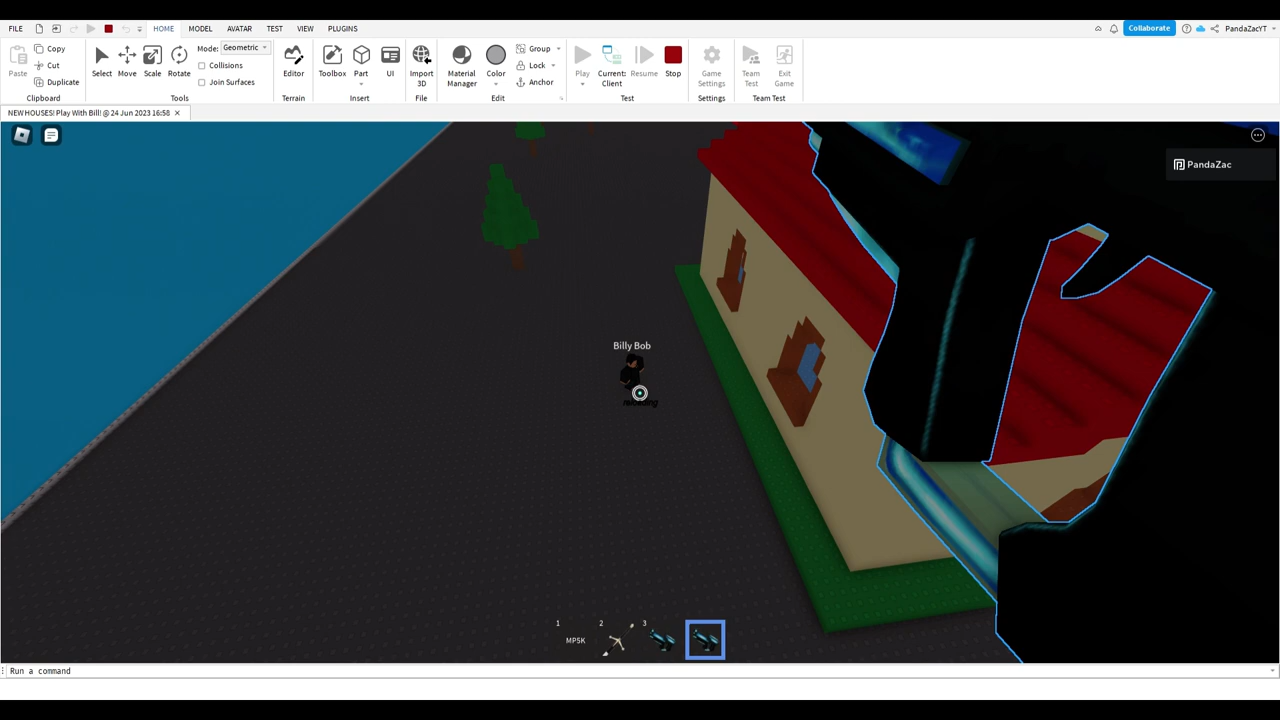 FILE HOME MODEL AVATAR TEST VIEW PLUGINS Collaborate PandaZacYT
Copy
Cut
Duplicate
Paste
Clipboard
Select Move Scale Rotate
Mode: Geometric
Collisions
Join Surfaces
Tools
Editor
Terrain
Toolbox Part UI
Insert
Import
3D
File
Material
Manager
Color
Group
Lock
Anchor
Edit
Play
Current:
Client
Resume Stop
Test
Game
Settings
Settings
Team
Test
Exit
Game
Team Test
NEW HOUSES! Play With Bill! @ 24 Jun 2023 16:58
PandaZac
Billy Bob
reloading
1 2 3
MP5K
Run a command